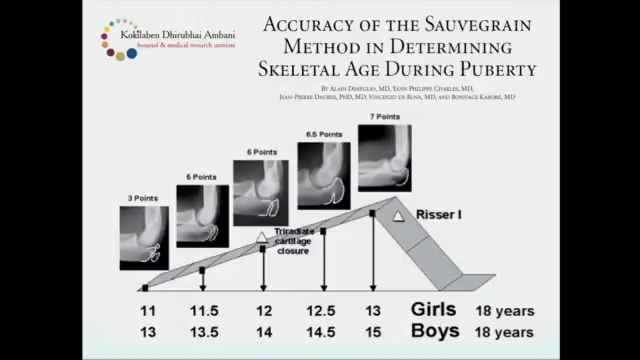 Kokilaben Dhirubhai Ambani
hospital & medical research institute
ACCURACY OF THE SAUVEGRAIN
METHOD IN DETERMINING
SKELETAL AGE DURING PUBERTY
BY ALAIN DIMEGLIO, MD, YANN PHILIPPE CHARLES, MD,
JEAN-PIERRE DAURES, PHD, MD, VINCENZO DE ROSA, MD, AND BONIFACE KABORÉ, MD
7 Points
6.5 Points
6 Points
5 Points
3 Points
Risser I
Triradiate
cartilage
closure
11 11.5 12 12.5 13 Girls 18 years
13 13.5 14 14.5 15 Boys 18 years